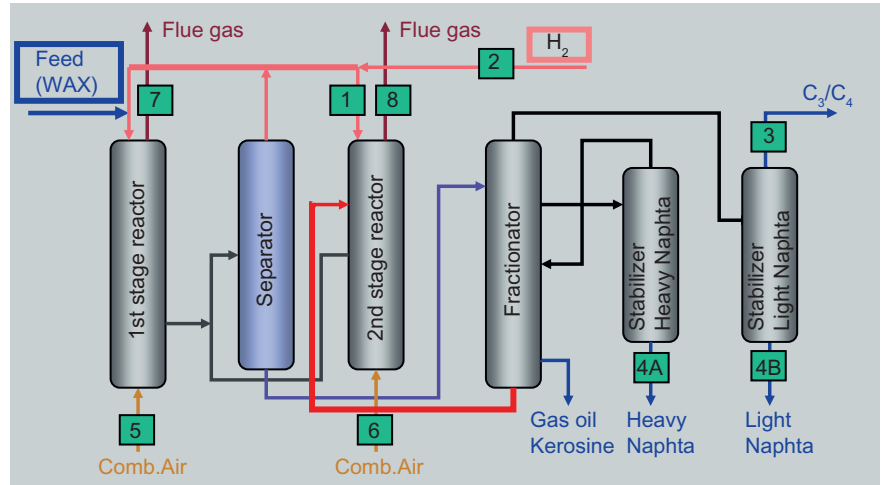 Flue gas
Flue gas
H2
Feed
(WAX)
2
C3/C4
7
1
8
3
1st stage reactor
Separator
2nd stage reactor
Fractionator
Stabilizer
Heavy Naphta
Stabilizer
Light Naphta
4A
4B
5
6
Gas oil
Kerosine
Heavy
Naphta
Light
Naphta
Comb.Air
Comb.Air